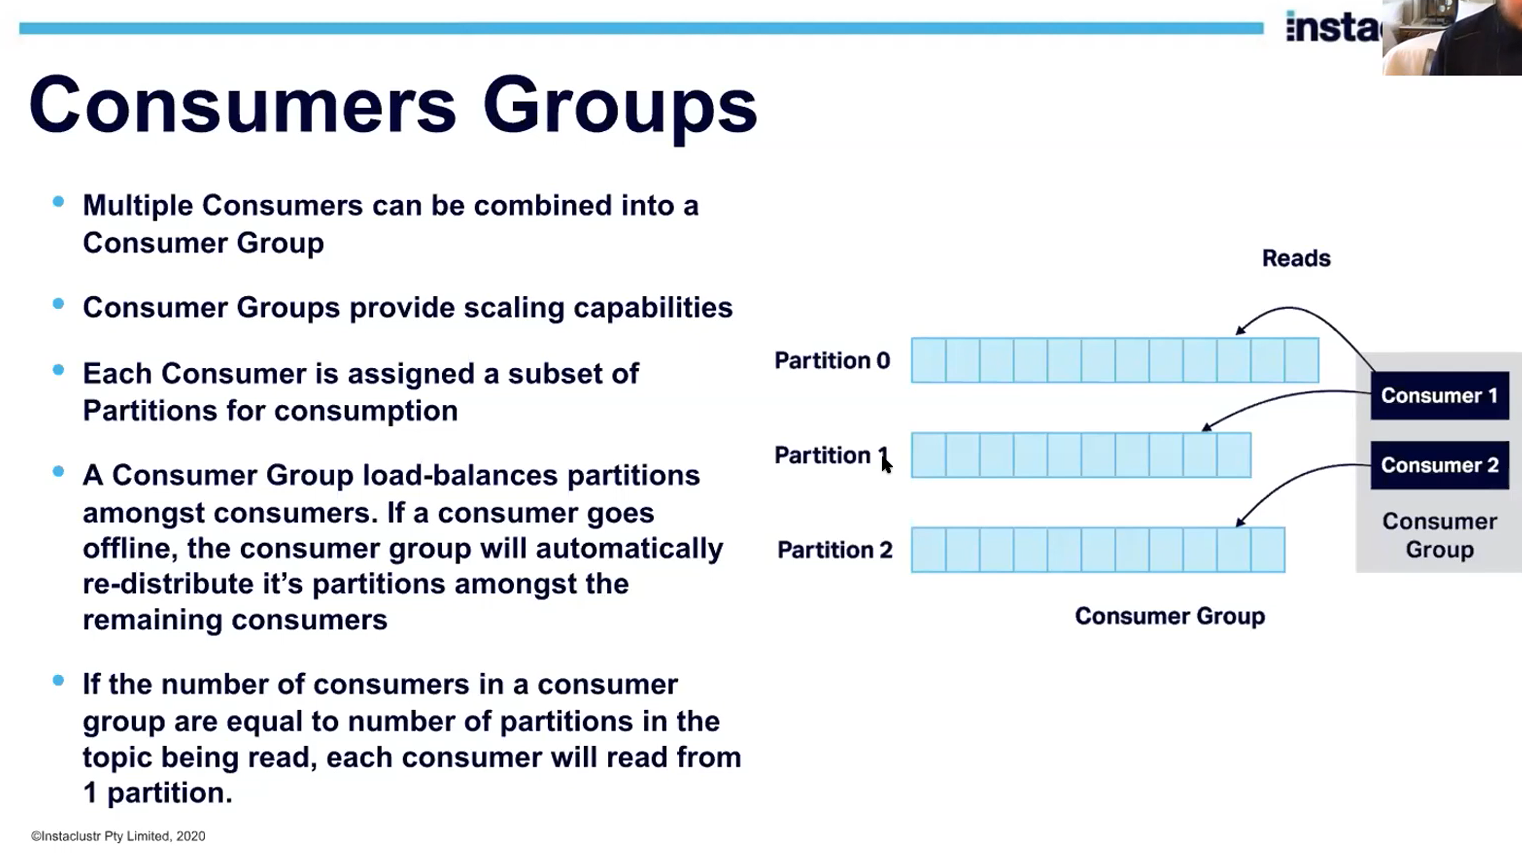 insta
Consumers Groups
Multiple Consumers can be combined into a
Consumer Group
Consumer Groups provide scaling capabilities
Each Consumer is assigned a subset of
Partitions for consumption
A Consumer Group load-balances partitions
amongst consumers. If a consumer goes
offline, the consumer group will automatically
re-distribute it's partitions amongst the
remaining consumers
If the number of consumers in a consumer
group are equal to number of partitions in the
topic being read, each consumer will read from
1 partition.
Reads
Partition 0
Partition 1
Partition 2
Consumer 1
Consumer 2
Consumer
Group
Consumer Group
©Instaclustr Pty Limited, 2020